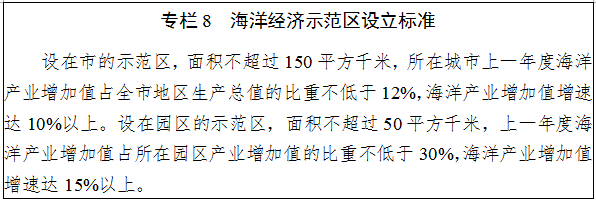 专栏 8　海洋经济示范区设立标准
设在市的示范区，面积不超过 150 平方千米，所在城市上一年度海洋
产业增加值占全市地区生产总值的比重不低于 12%，海洋产业增加值增速
达 10%以上。设在园区的示范区，面积不超过 50 平方千米，上一年度海
洋产业增加值占所在园区产业增加值的比重不低于 30%，海洋产业增加值
增速达 15%以上。